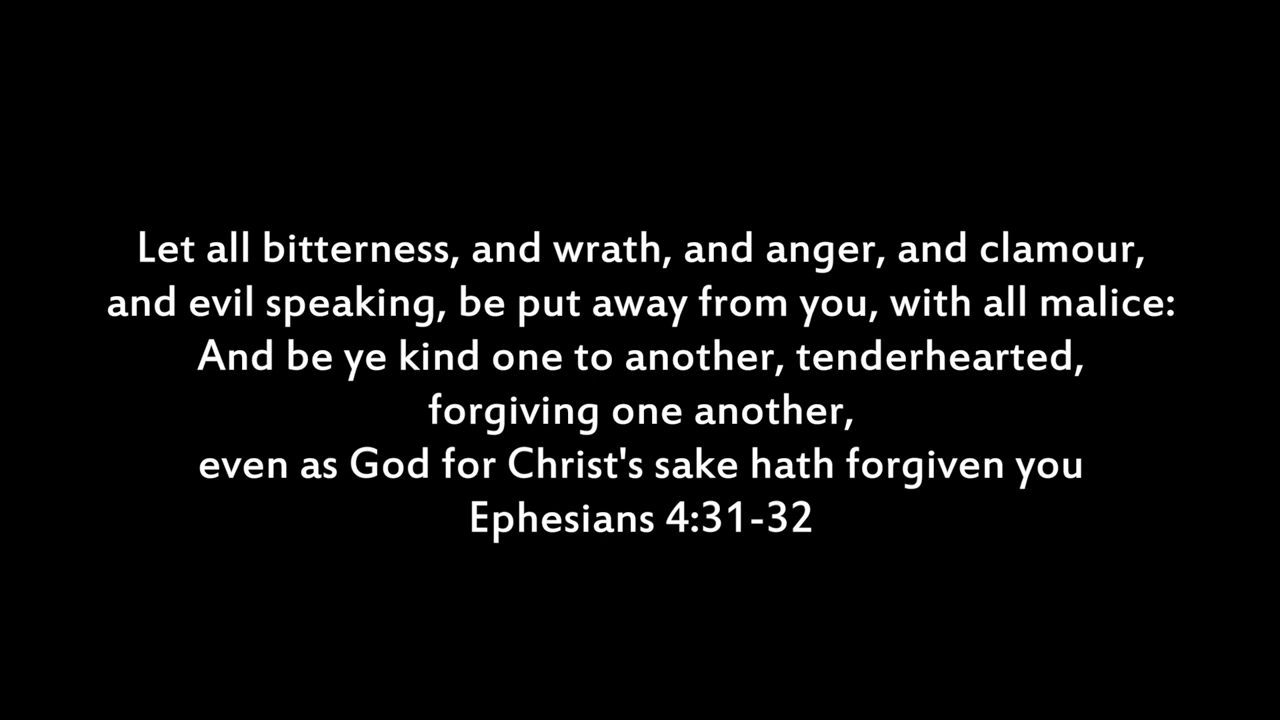 Let all bitterness, and wrath, and anger, and clamour,
and evil speaking, be put away from you, with all malice:
And be ye kind one to another, tenderhearted,
forgiving one another,
even as God for Christ's sake hath forgiven you
Ephesians 4:31-32